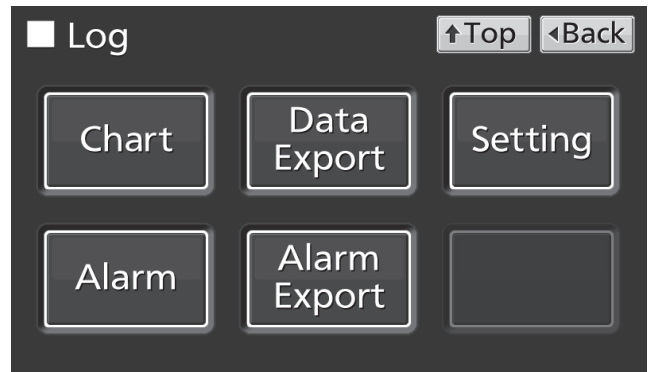 Log
↑Top
◂Back
Chart
Data
Export
Setting
Alarm
Alarm
Export